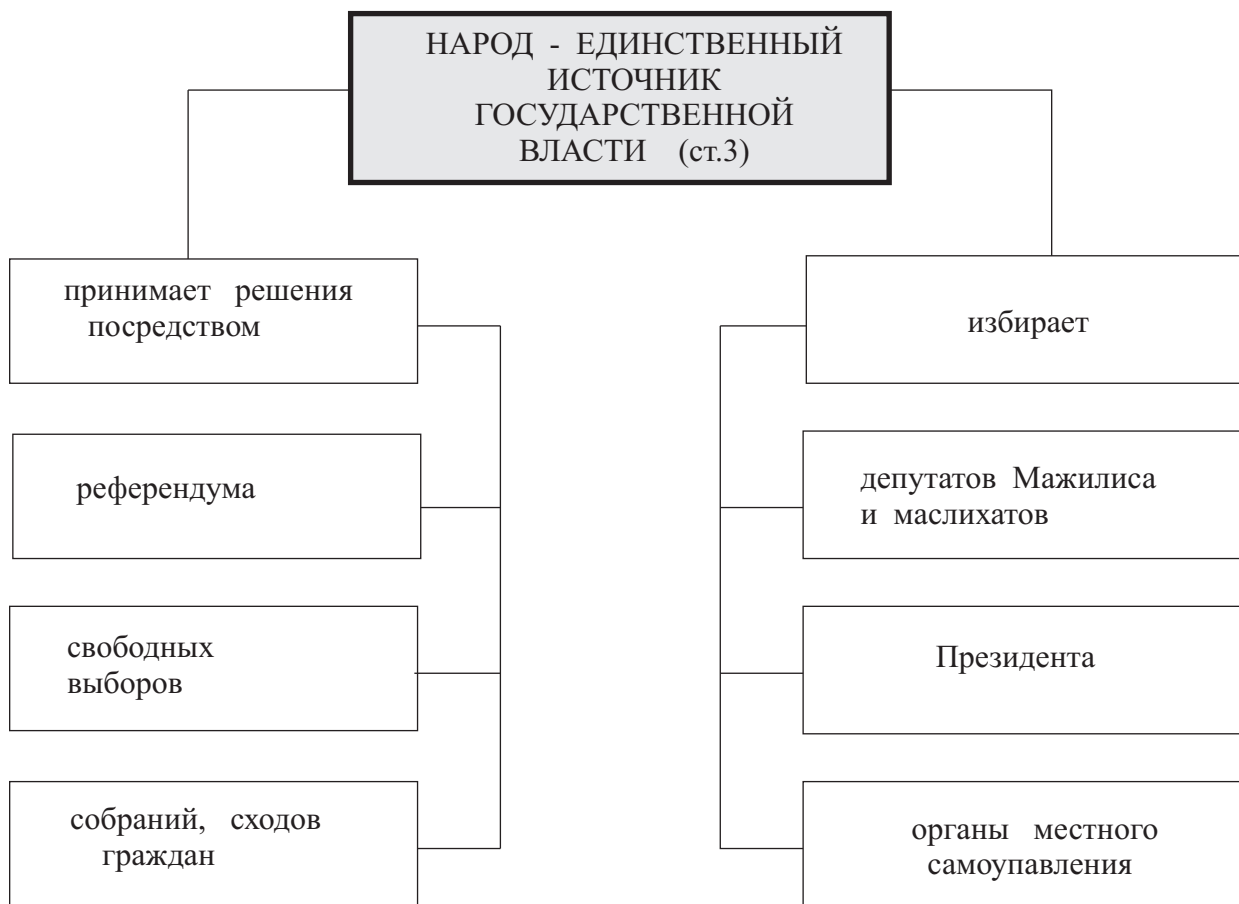 НАРОД - ЕДИНСТВЕННЫЙ
ИСТОЧНИК
ГОСУДАРСТВЕННОЙ
ВЛАСТИ (ст.3)
принимает решения
посредством
референдума
свободных
выборов
собраний, сходов
граждан
избирает
депутатов Мажилиса
и маслихатов
Президента
органы местного
самоупавления